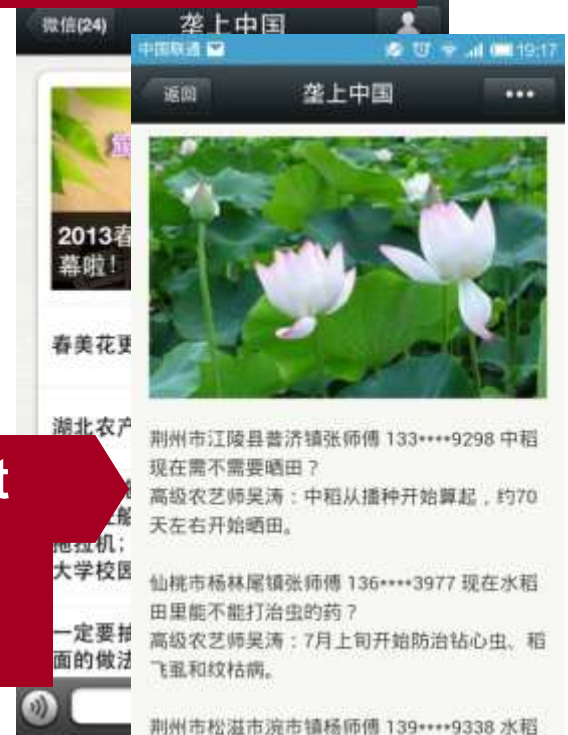 微信(24)
垄上中国
2013春
幕啦！
春美花更
湖北农产
拖拉机；
大学校医
一定要抽
面的做法
t
中国联通
19:17
返回
垄上中国
荆州市江陵县普济镇张师傅 133****9298 中稻
现在需不需要晒田？
高级农艺师吴涛：中稻从播种开始算起，约70
天左右开始晒田。
仙桃市杨林尾镇张师傅 136****3977 现在水稻
田里能不能打治虫的药？
高级农艺师吴涛：7月上旬开始防治钻心虫、稻
飞虱和纹枯病。
荆州市松滋市涴市镇杨师傅 139****9338 水稻